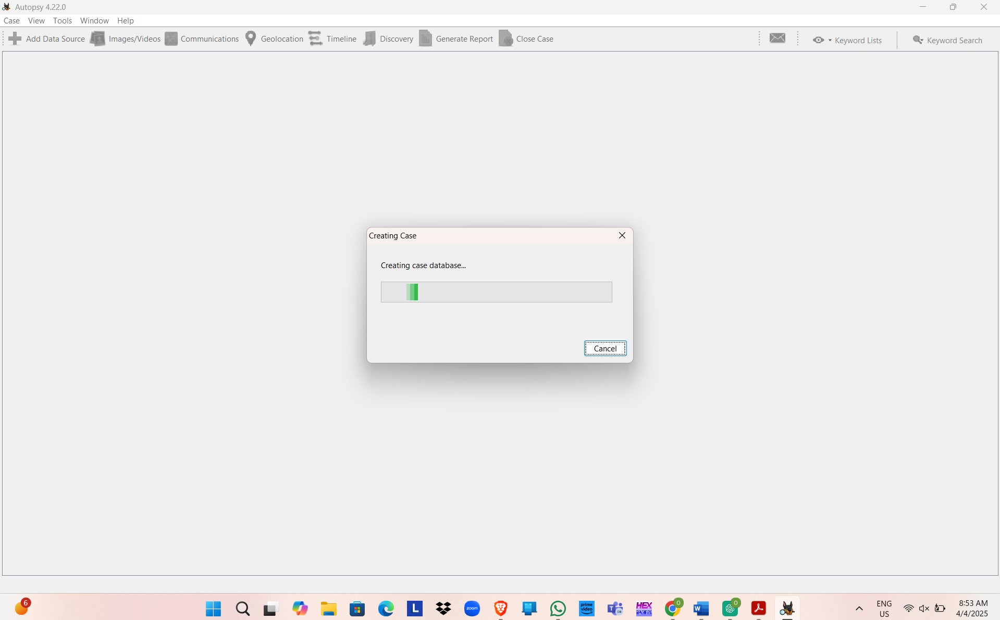 Autopsy 4.22.0
Case View Tools Window Help
Add Data Source Images/Videos Communications Geolocation Timeline Discovery Generate Report Close Case Keyword Lists Keyword Search
Creating Case
Creating case database...
Cancel
6
L
zoom
prime video
T
HEX
0
W
0
ENG
US
8:53 AM
4/4/2025